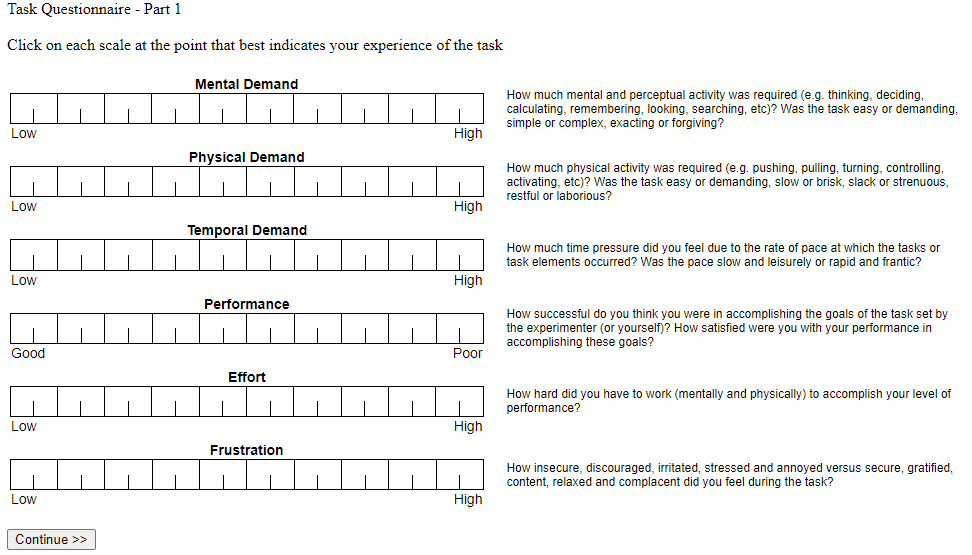 Task Questionnaire - Part 1
Click on each scale at the point that best indicates your experience of the task
Mental Demand
Low High
How much mental and perceptual activity was required (e.g. thinking, deciding,
calculating, remembering, looking, searching, etc)? Was the task easy or demanding,
simple or complex, exacting or forgiving?
Physical Demand
Low High
How much physical activity was required (e.g. pushing, pulling, turning, controlling,
activating, etc)? Was the task easy or demanding, slow or brisk, slack or strenuous,
restful or laborious?
Temporal Demand
Low High
How much time pressure did you feel due to the rate of pace at which the tasks or
task elements occurred? Was the pace slow and leisurely or rapid and frantic?
Performance
Good Poor
How successful do you think you were in accomplishing the goals of the task set by
the experimenter (or yourself)? How satisfied were you with your performance in
accomplishing these goals?
Effort
Low High
How hard did you have to work (mentally and physically) to accomplish your level of
performance?
Frustration
Low High
How insecure, discouraged, irritated, stressed and annoyed versus secure, gratified,
content, relaxed and complacent did you feel during the task?
Continue >>